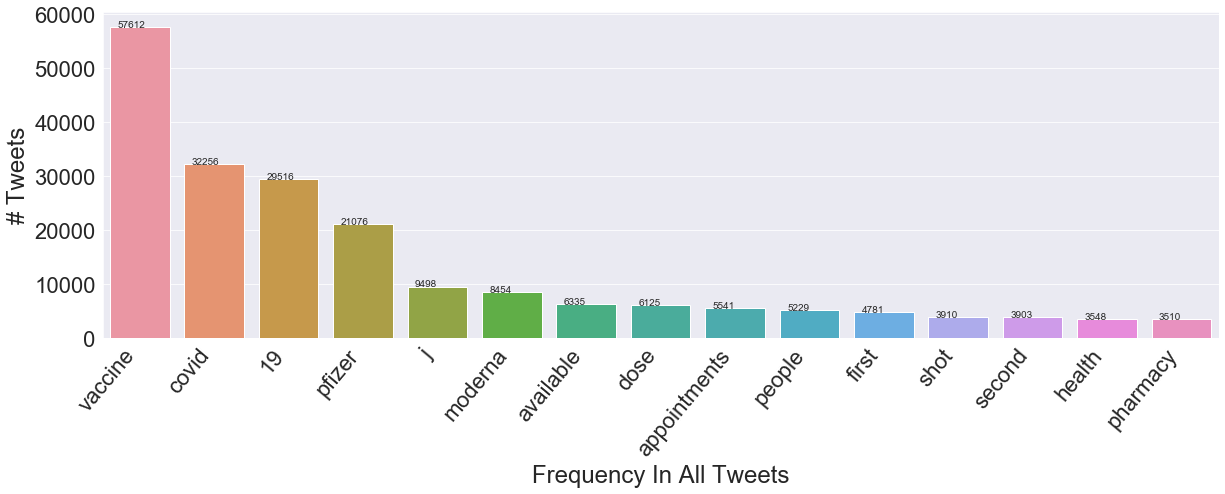 60000
50000
40000
30000
20000
10000
0
# Tweets
57612
32256
29516
21076
9498
8454
6335
6125
5541
5229
4781
3910
3903
3548
3510
vaccine
covid
19
pfizer
j
moderna
available
dose
appointments
people
first
shot
second
health
pharmacy
Frequency In All Tweets